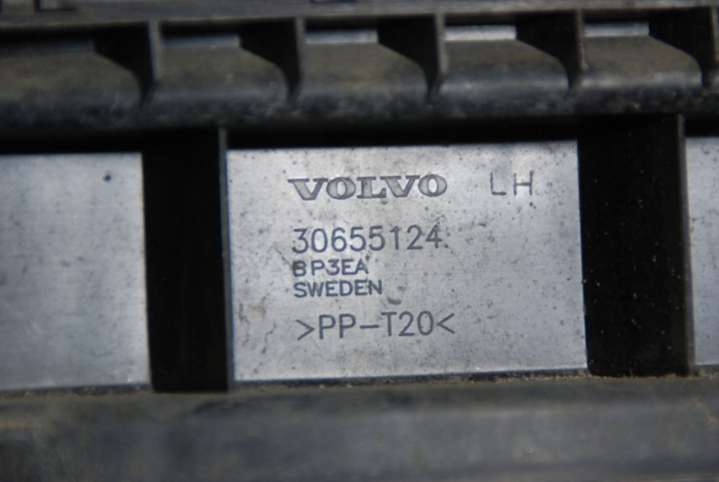 VOLVO LH
30655124
BP3EA
SWEDEN
>PP-T20<